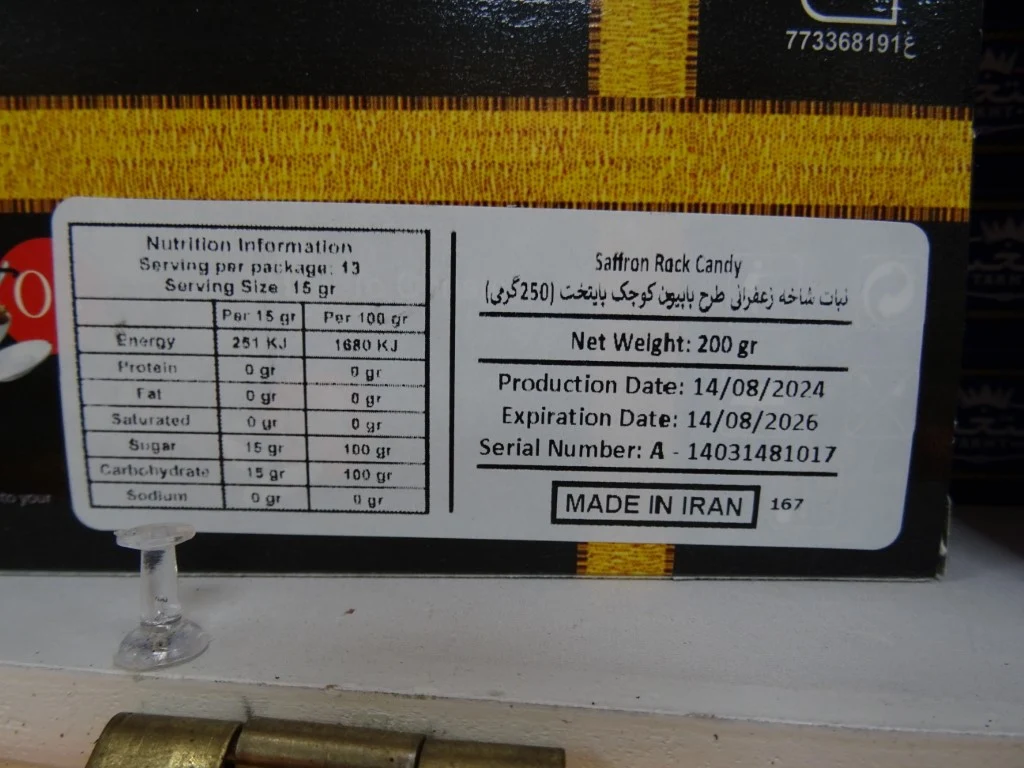 773368191غ
Nutrition Information
Serving per package: 13
Serving Size 15 gr
Per 15 gr Per 100 gr
Energy 251 KJ 1680 KJ
Protein 0 gr 0 gr
Fat 0 gr 0 gr
Saturated 0 gr 0 gr
Sugar 15 gr 100 gr
Carbohydrate 15 gr 100 gr
Sodium 0 gr 0 gr
to your
Saffron Rock Candy
نبات شاخه زعفرانی طرح پاپیون کوچک پایتخت (250گرمی)
Net Weight: 200 gr
Production Date: 14/08/2024
Expiration Date: 14/08/2026
Serial Number: A - 14031481017
MADE IN IRAN 167